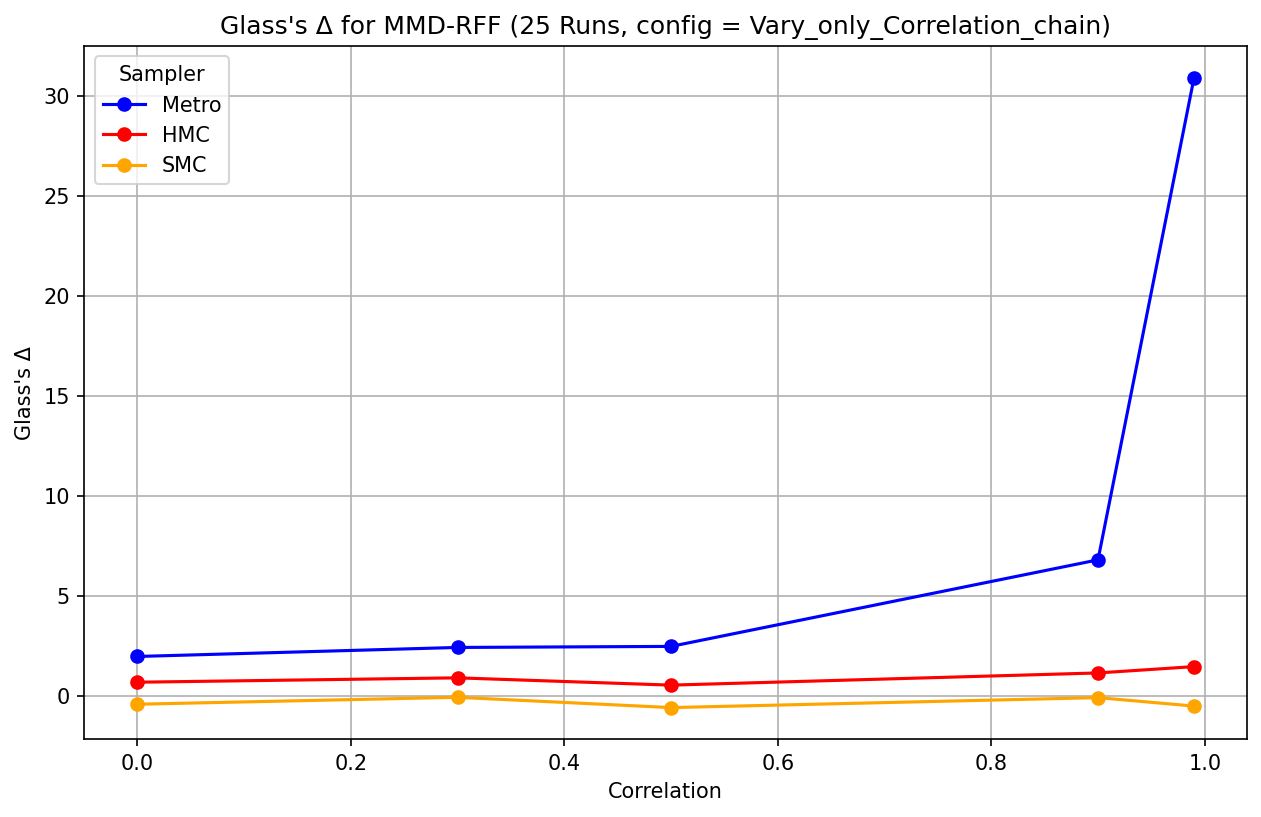 Glass's Δ for MMD-RFF (25 Runs, config = Vary_only_Correlation_chain)
Sampler
Metro
HMC
SMC
30
25
20
15
10
5
0
Glass's Δ
0.0 0.2 0.4 0.6 0.8 1.0
Correlation